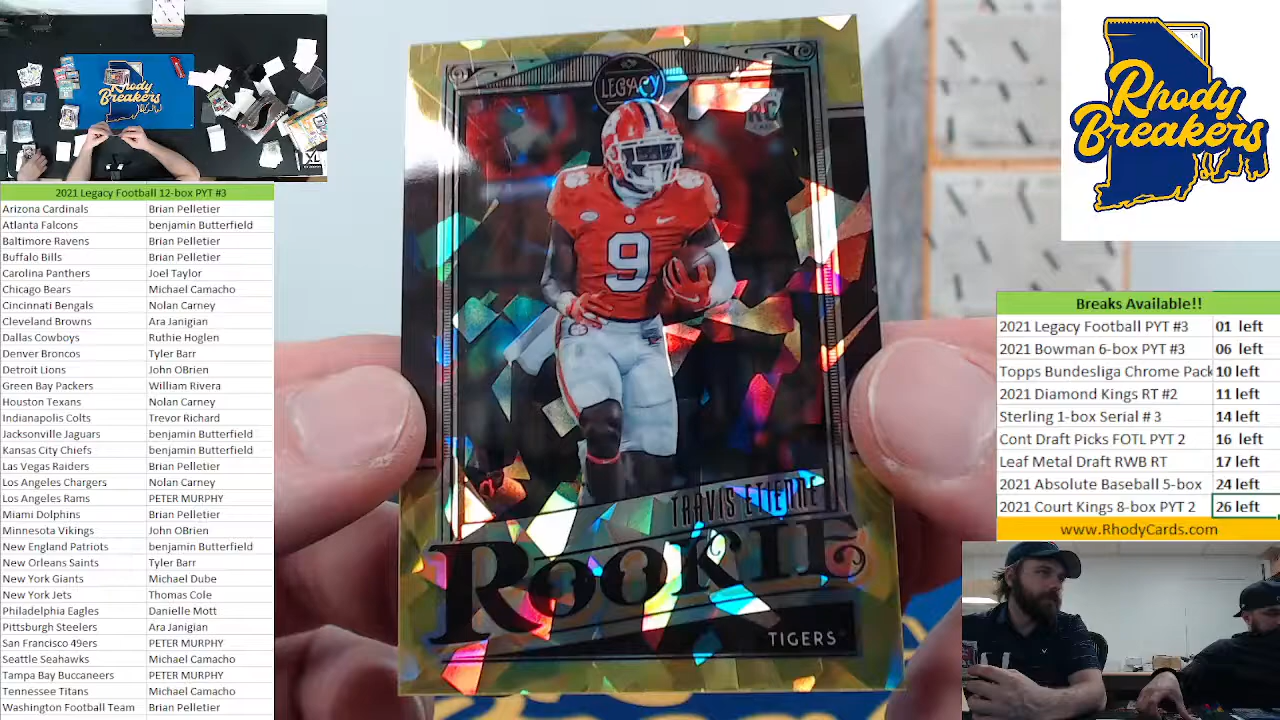 2021 Legacy Football 12-box PYT #3
Arizona Cardinals Brian Pelletier
Atlanta Falcons benjamin Butterfield
Baltimore Ravens Brian Pelletier
Buffalo Bills Brian Pelletier
Carolina Panthers Joel Taylor
Chicago Bears Michael Camacho
Cincinnati Bengals Nolan Carney
Cleveland Browns Ara Janigian
Dallas Cowboys Ruthie Hoglen
Denver Broncos Tyler Barr
Detroit Lions John OBrien
Green Bay Packers William Rivera
Houston Texans Nolan Carney
Indianapolis Colts Trevor Richard
Jacksonville Jaguars benjamin Butterfield
Kansas City Chiefs benjamin Butterfield
Las Vegas Raiders Brian Pelletier
Los Angeles Chargers Nolan Carney
Los Angeles Rams PETER MURPHY
Miami Dolphins Brian Pelletier
Minnesota Vikings John OBrien
New England Patriots benjamin Butterfield
New Orleans Saints Tyler Barr
New York Giants Michael Dube
New York Jets Thomas Cole
Philadelphia Eagles Danielle Mott
Pittsburgh Steelers Ara Janigian
San Francisco 49ers PETER MURPHY
Seattle Seahawks Michael Camacho
Tampa Bay Buccaneers PETER MURPHY
Tennessee Titans Michael Camacho
Washington Football Team Brian Pelletier
Rhody
Breakers
LEGACY
RC
9
TRAVIS ETIENNE
ROOKIE
TIGERS
Rhody
Breakers
Breaks Available!!
2021 Legacy Football PYT #3 01 left
2021 Bowman 6-box PYT #3 06 left
Topps Bundesliga Chrome Pack 10 left
2021 Diamond Kings RT #2 11 left
Sterling 1-box Serial # 3 14 left
Cont Draft Picks FOTL PYT 2 16 left
Leaf Metal Draft RWB RT 17 left
2021 Absolute Baseball 5-box 24 left
2021 Court Kings 8-box PYT 2 26 left
www.RhodyCards.com